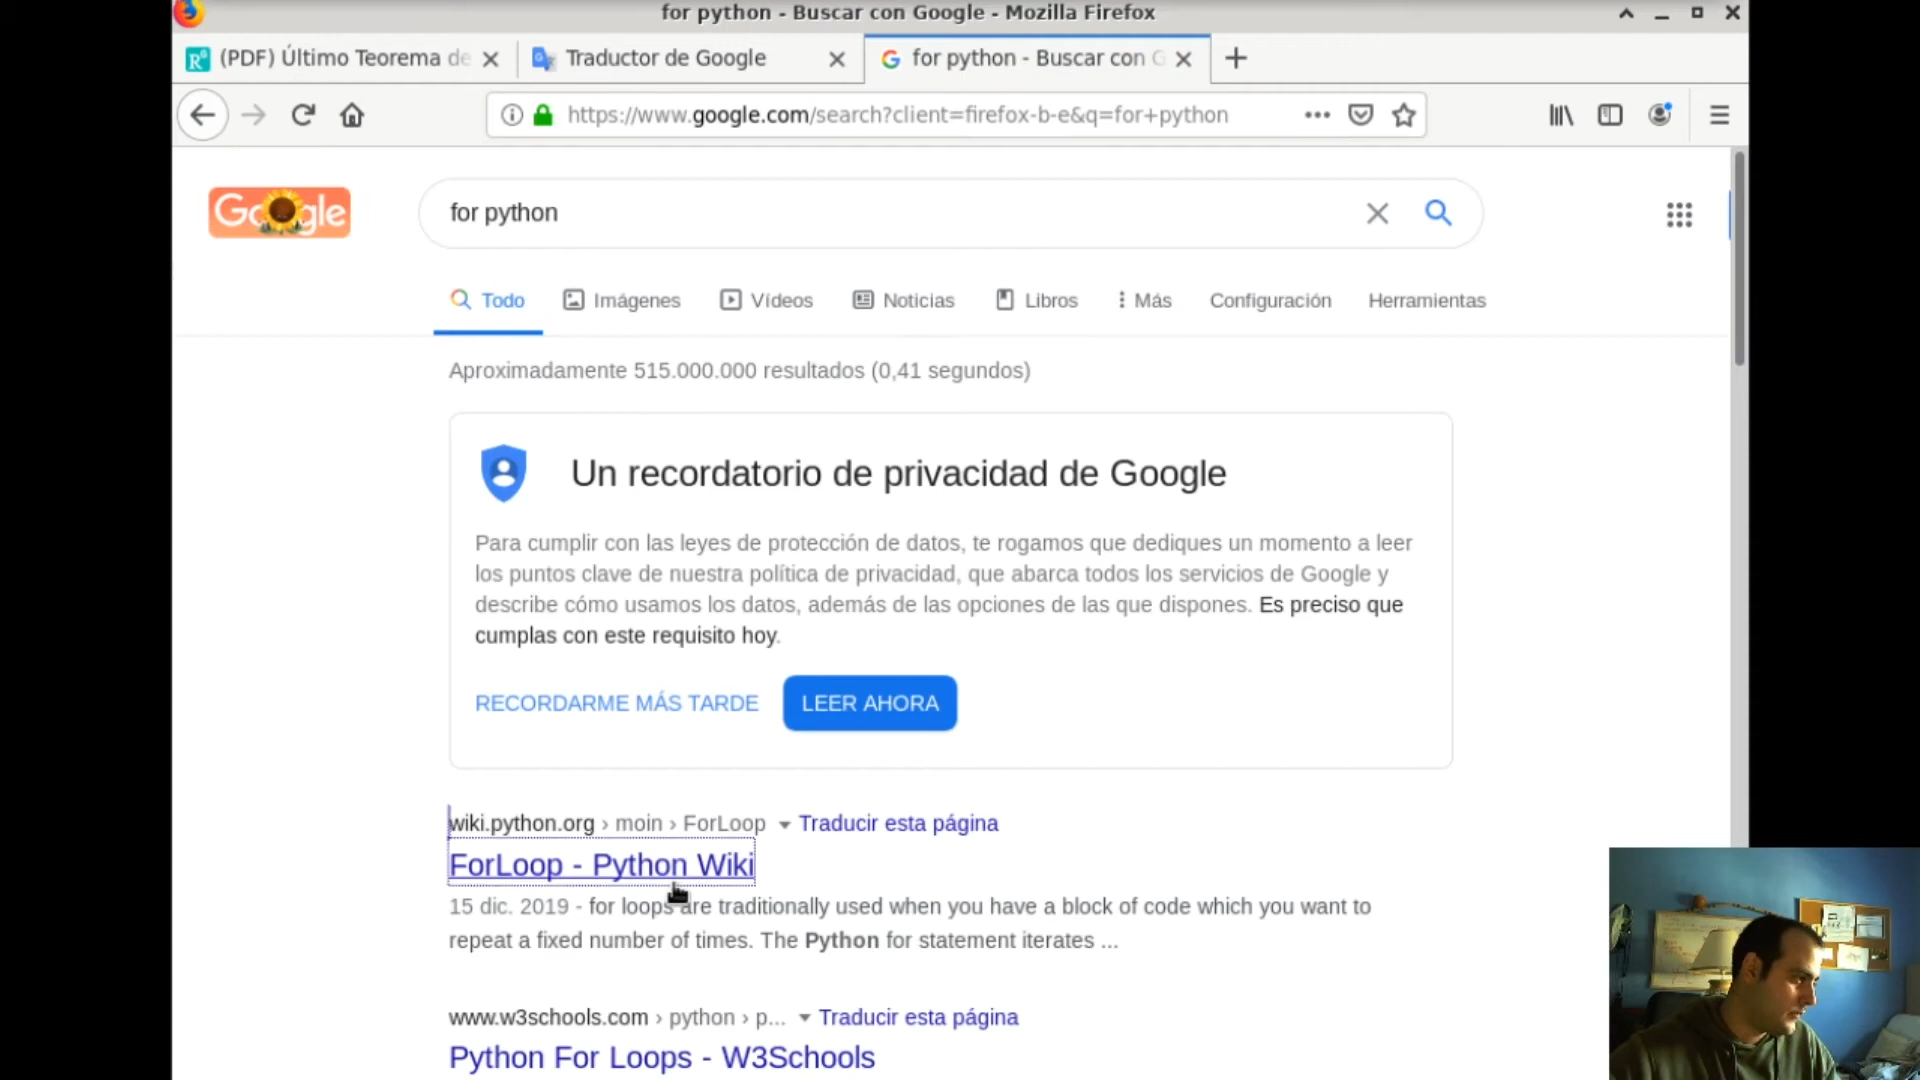 for python - Buscar con Google - Mozilla Firefox
(PDF) Último Teorema de
Traductor de Google
for python - Buscar con G
https://www.google.com/search?client=firefox-b-e&q=for+python
Google
for python
Todo
Imágenes
Vídeos
Noticias
Libros
Más
Configuración
Herramientas
Aproximadamente 515.000.000 resultados (0,41 segundos)
Un recordatorio de privacidad de Google
Para cumplir con las leyes de protección de datos, te rogamos que dediques un momento a leer
los puntos clave de nuestra política de privacidad, que abarca todos los servicios de Google y
describe cómo usamos los datos, además de las opciones de las que dispones. Es preciso que
cumplas con este requisito hoy.
RECORDARME MÁS TARDE
LEER AHORA
wiki.python.org › moin › ForLoop
Traducir esta página
ForLoop - Python Wiki
15 dic. 2019 - for loops are traditionally used when you have a block of code which you want to
repeat a fixed number of times. The Python for statement iterates ...
www.w3schools.com › python › p...
Traducir esta página
Python For Loops - W3Schools